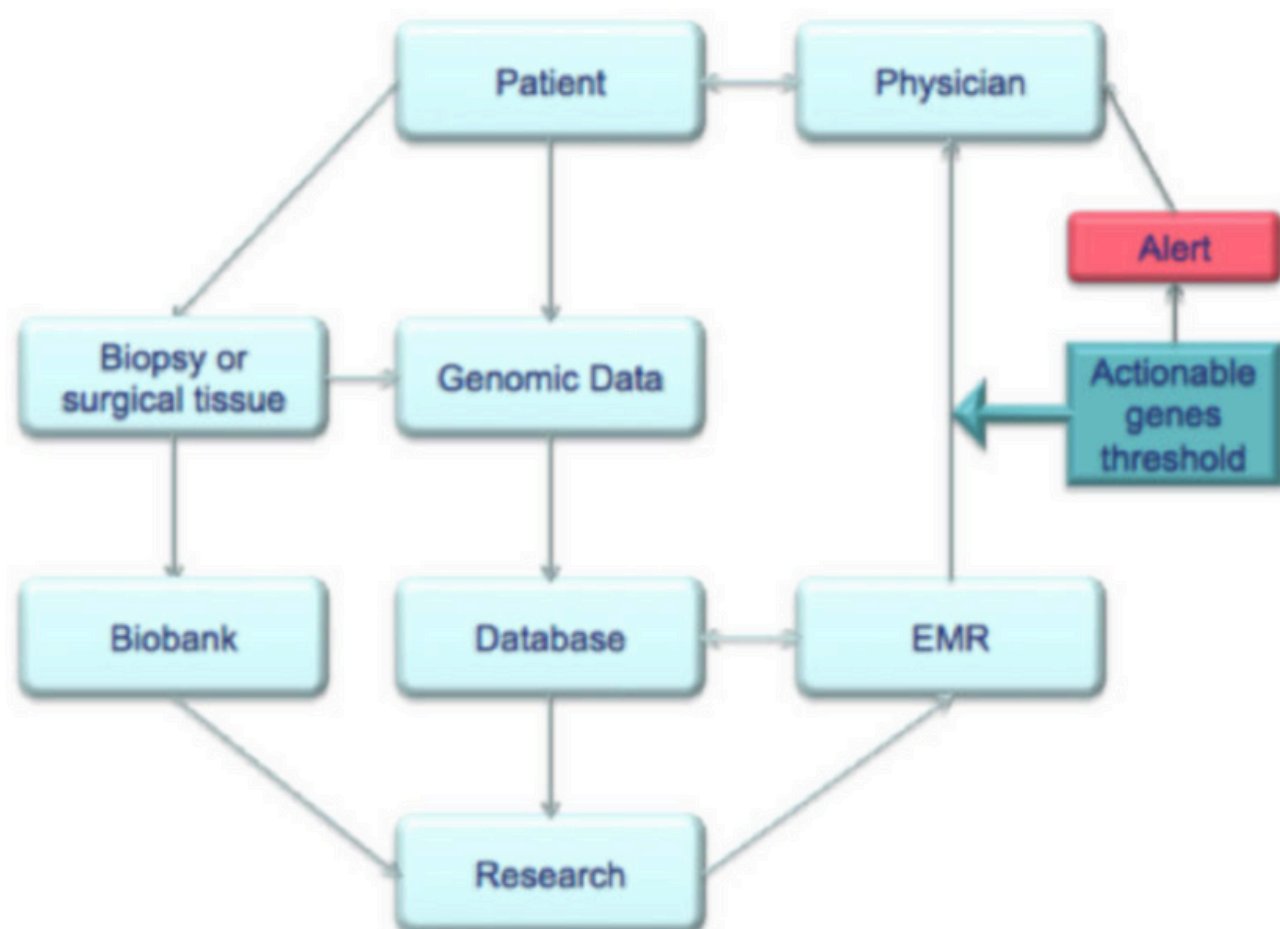 Patient
Physician
Alert
Biopsy or
surgical tissue
Genomic Data
Actionable
genes
threshold
Biobank
Database
EMR
Research